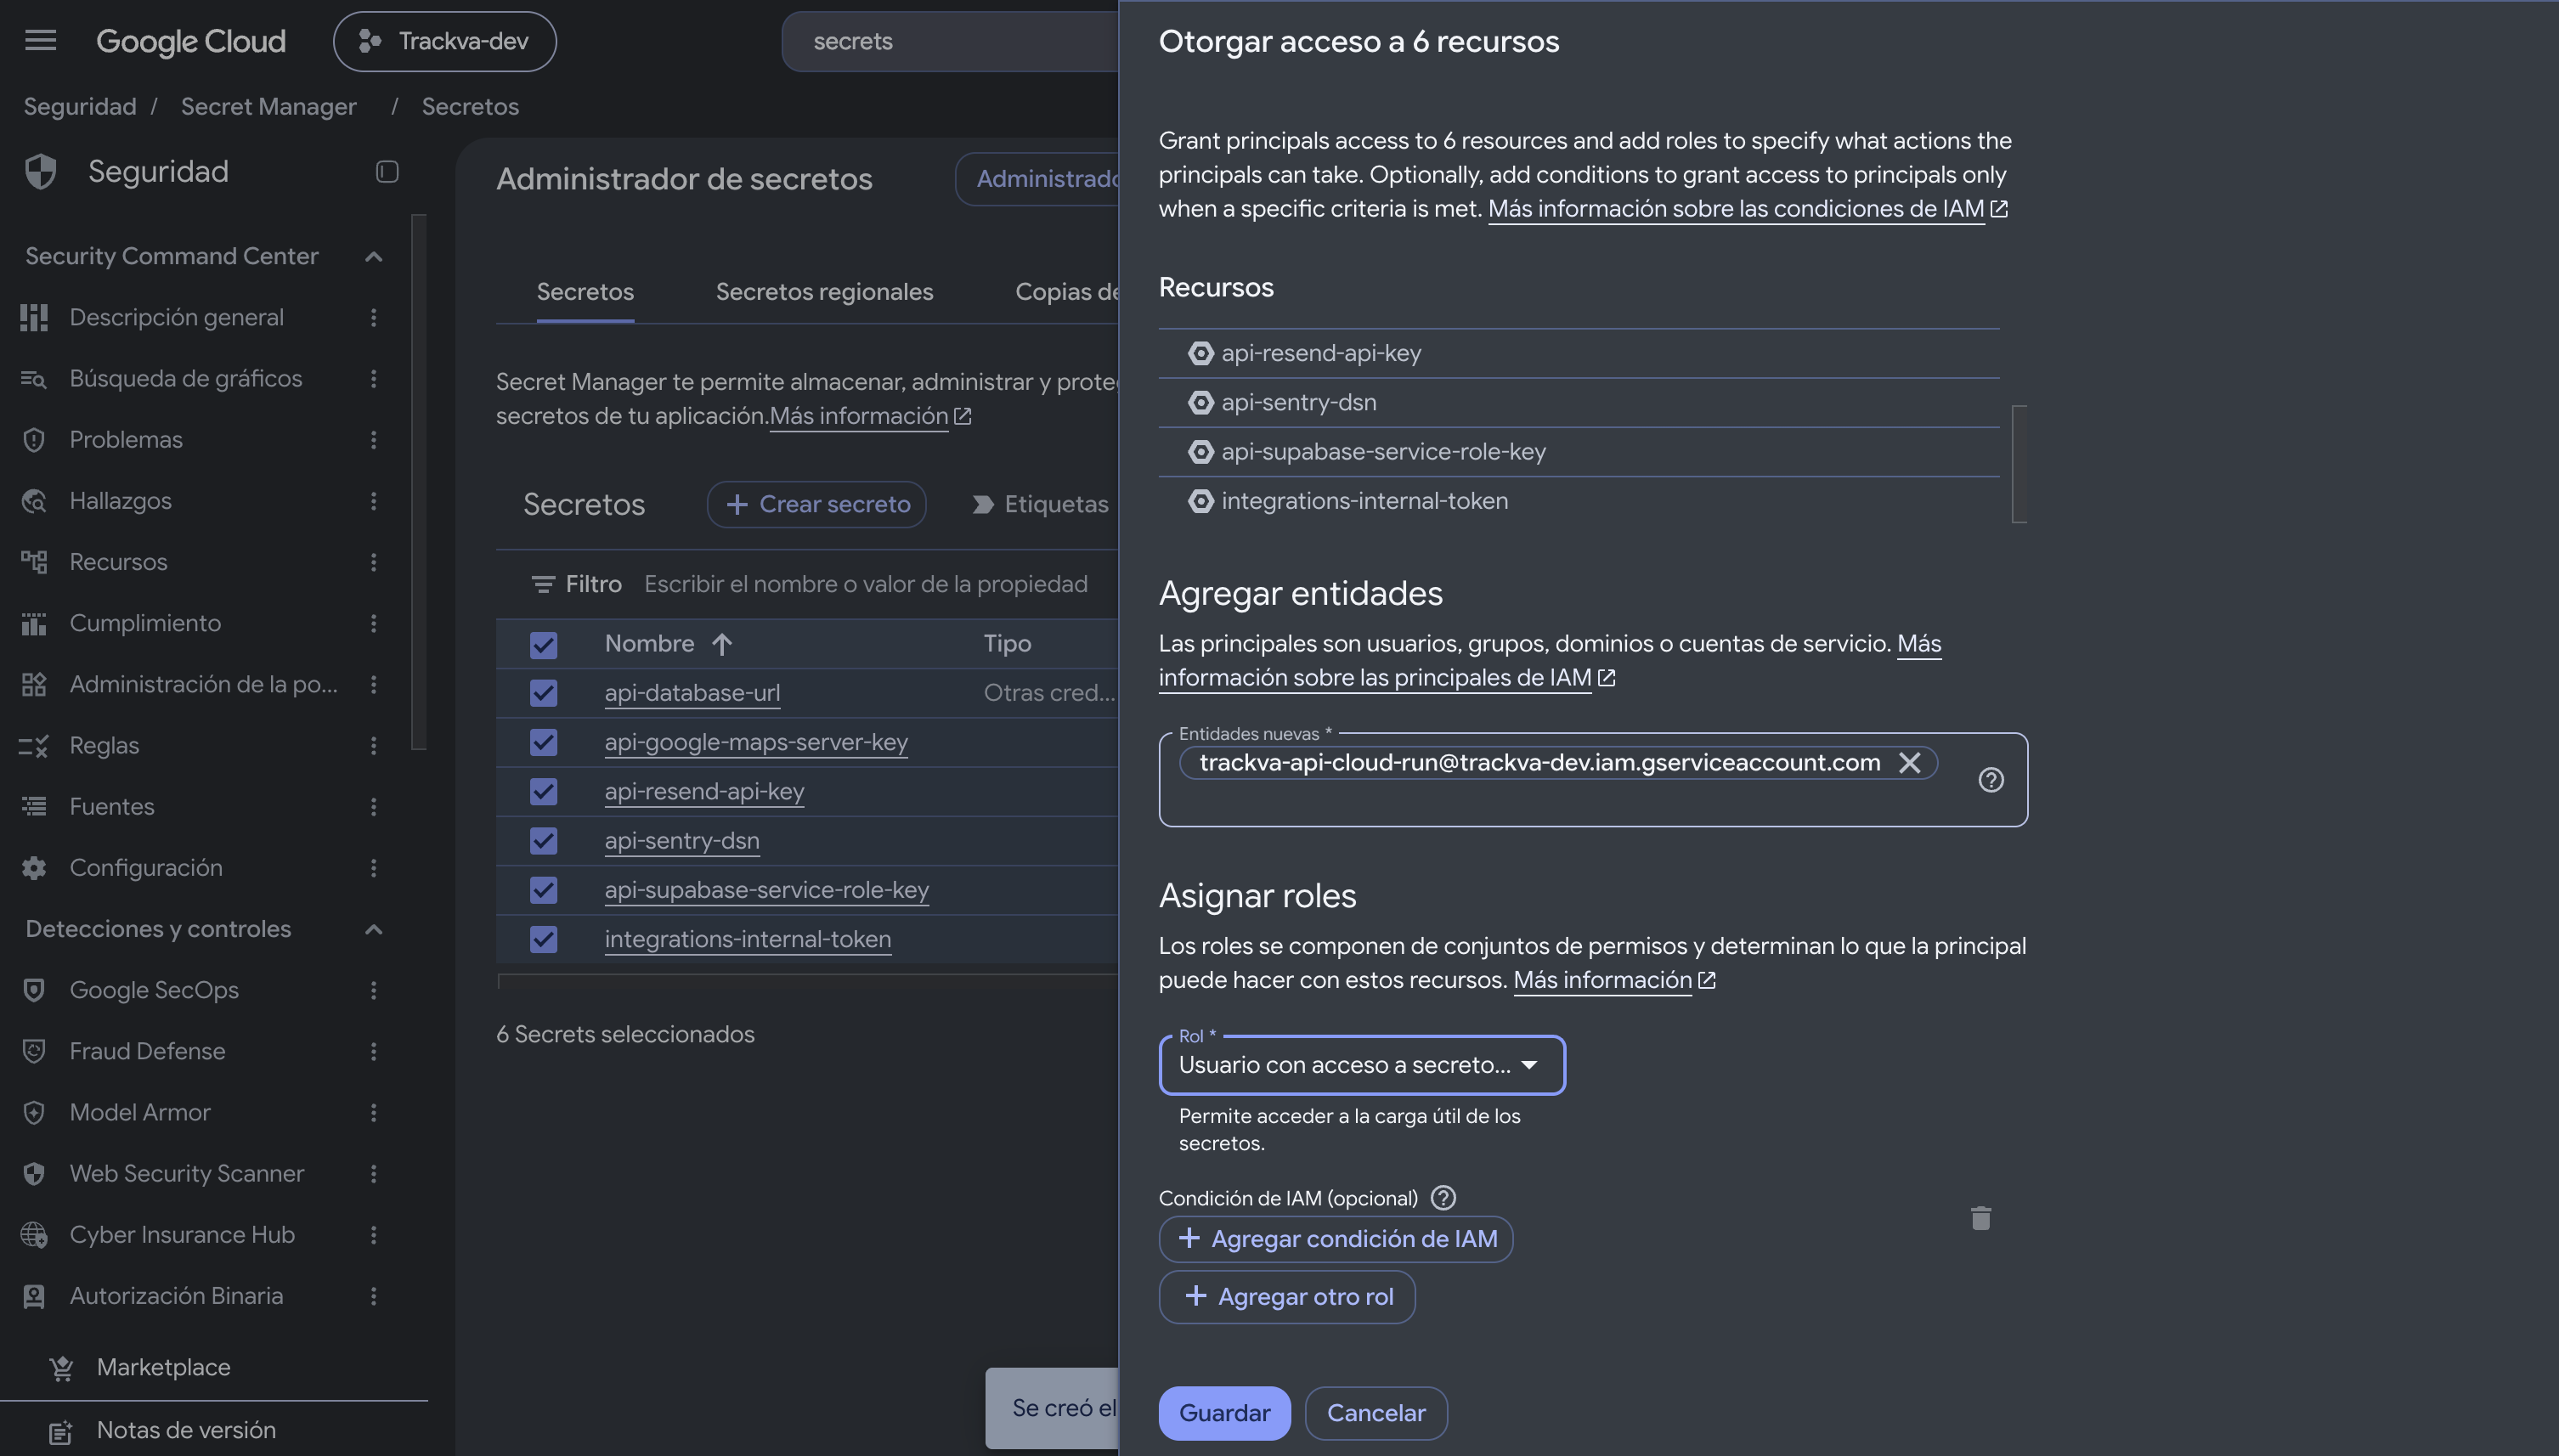 Google Cloud
Trackva-dev
secrets
Seguridad / Secret Manager / Secretos
Seguridad
Security Command Center
Descripción general
Búsqueda de gráficos
Problemas
Hallazgos
Recursos
Cumplimiento
Administración de la po...
Reglas
Fuentes
Configuración
Detecciones y controles
Google SecOps
Fraud Defense
Model Armor
Web Security Scanner
Cyber Insurance Hub
Autorización Binaria
Marketplace
Notas de versión
Administrador de secretos
Administrado
Secretos
Secretos regionales
Copias de
Secret Manager te permite almacenar, administrar y prote
secretos de tu aplicación.Más información
Secretos
Crear secreto
Etiquetas
Filtro Escribir el nombre o valor de la propiedad
Nombre Tipo
api-database-url Otras cred...
api-google-maps-server-key
api-resend-api-key
api-sentry-dsn
api-supabase-service-role-key
integrations-internal-token
6 Secrets seleccionados
Se creó el
Otorgar acceso a 6 recursos
Grant principals access to 6 resources and add roles to specify what actions the
principals can take. Optionally, add conditions to grant access to principals only
when a specific criteria is met. Más información sobre las condiciones de IAM
Recursos
api-resend-api-key
api-sentry-dsn
api-supabase-service-role-key
integrations-internal-token
Agregar entidades
Las principales son usuarios, grupos, dominios o cuentas de servicio. Más
información sobre las principales de IAM
Entidades nuevas *
trackva-api-cloud-run@trackva-dev.iam.gserviceaccount.com
Asignar roles
Los roles se componen de conjuntos de permisos y determinan lo que la principal
puede hacer con estos recursos. Más información
Rol *
Usuario con acceso a secreto...
Permite acceder a la carga útil de los
secretos.
Condición de IAM (opcional)
Agregar condición de IAM
Agregar otro rol
Guardar
Cancelar